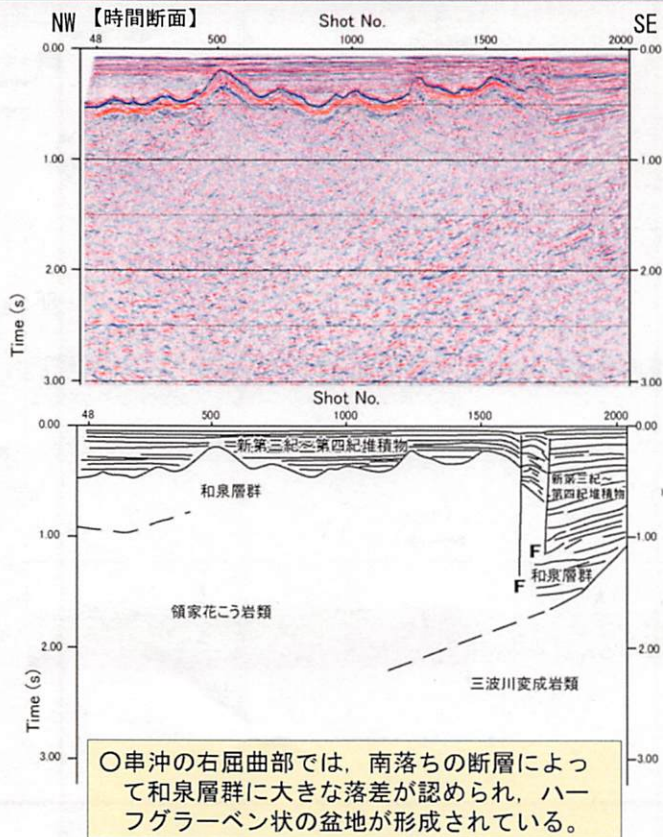 NW 【時間断面】 Shot No. SE
48 500 1000 1500 2000
0.00 0.00
1.00 1.00
2.00 2.00
3.00 3.00
Time (s)
Shot No.
48 500 1000 1500 2000
0.00 0.00
新第三紀～第四紀堆積物
和泉層群
新第三紀～
第四紀堆積物
1.00 1.00
F
和泉層群
F
領家花こう岩類
2.00 2.00
三波川変成岩類
3.00 3.00
Time (s)
○串沖の右屈曲部では，南落ちの断層によっ
て和泉層群に大きな落差が認められ，ハー
フグラーベン状の盆地が形成されている。